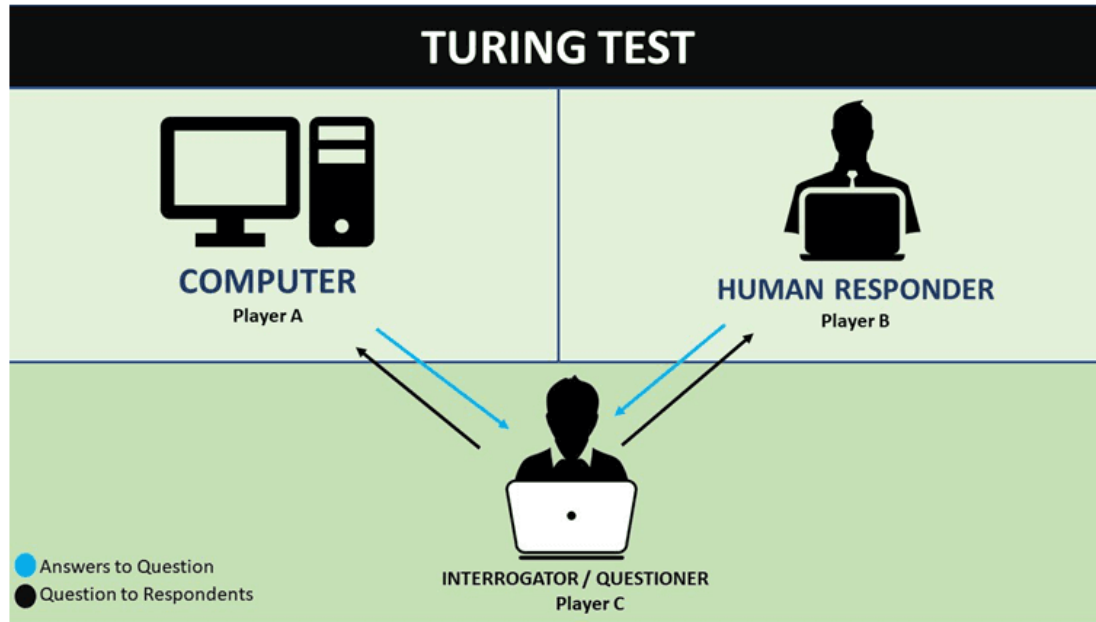 TURING TEST
COMPUTER
Player A
HUMAN RESPONDER
Player B
INTERROGATOR / QUESTIONER
Player C
Answers to Question
Question to Respondents